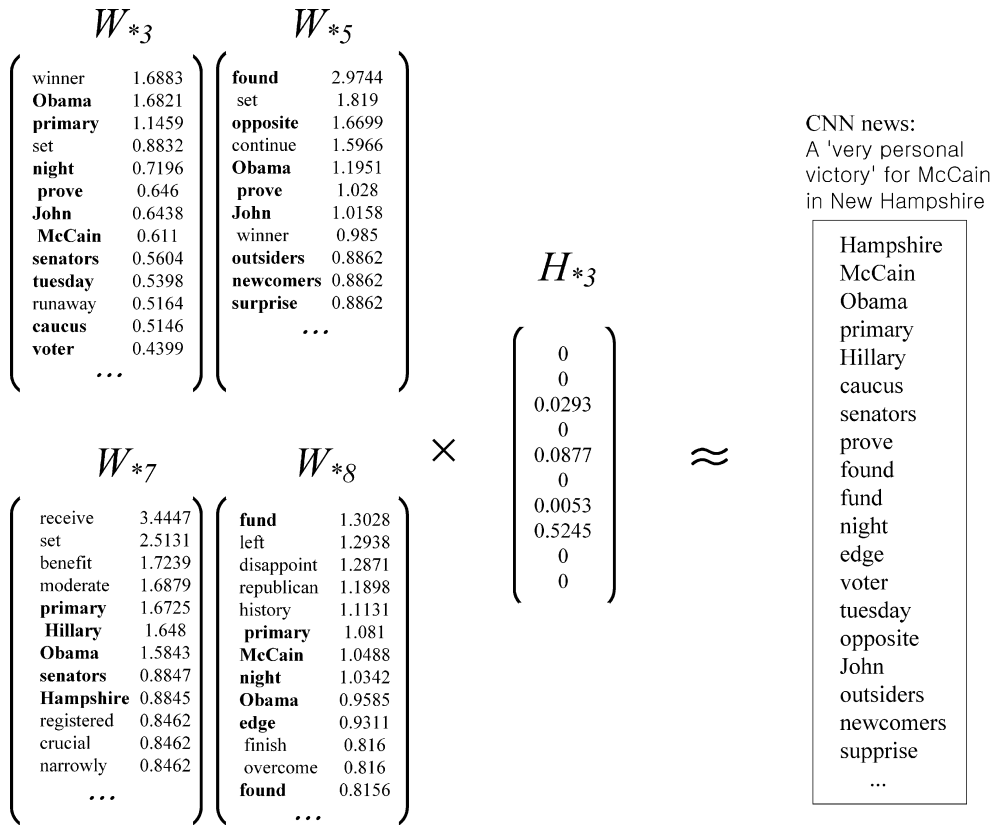 W*3
winner 1.6883
Obama 1.6821
primary 1.1459
set 0.8832
night 0.7196
prove 0.646
John 0.6438
McCain 0.611
senators 0.5604
tuesday 0.5398
runaway 0.5164
caucus 0.5146
voter 0.4399
...
W*5
found 2.9744
set 1.819
opposite 1.6699
continue 1.5966
Obama 1.1951
prove 1.028
John 1.0158
winner 0.985
outsiders 0.8862
newcomers 0.8862
surprise 0.8862
...
W*7
receive 3.4447
set 2.5131
benefit 1.7239
moderate 1.6879
primary 1.6725
Hillary 1.648
Obama 1.5843
senators 0.8847
Hampshire 0.8845
registered 0.8462
crucial 0.8462
narrowly 0.8462
...
W*8
fund 1.3028
left 1.2938
disappoint 1.2871
republican 1.1898
history 1.1131
primary 1.081
McCain 1.0488
night 1.0342
Obama 0.9585
edge 0.9311
finish 0.816
overcome 0.816
found 0.8156
...
×
H*3
0
0
0.0293
0
0.0877
0
0.0053
0.5245
0
0
≈
CNN news:
A 'very personal
victory' for McCain
in New Hampshire
Hampshire
McCain
Obama
primary
Hillary
caucus
senators
prove
found
fund
night
edge
voter
tuesday
opposite
John
outsiders
newcomers
supprise
...